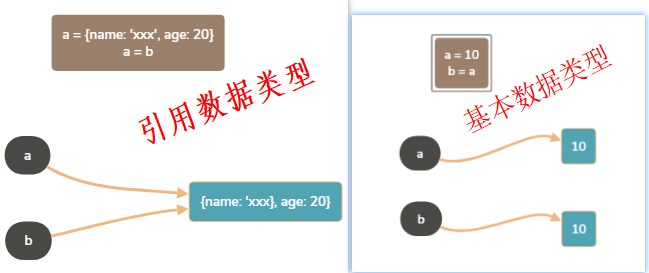 a = {name: 'xxx', age: 20}
a = b
引用数据类型
a
b
{name: 'xxx}, age: 20}
a = 10
b = a
基本数据类型
a
10
b
10